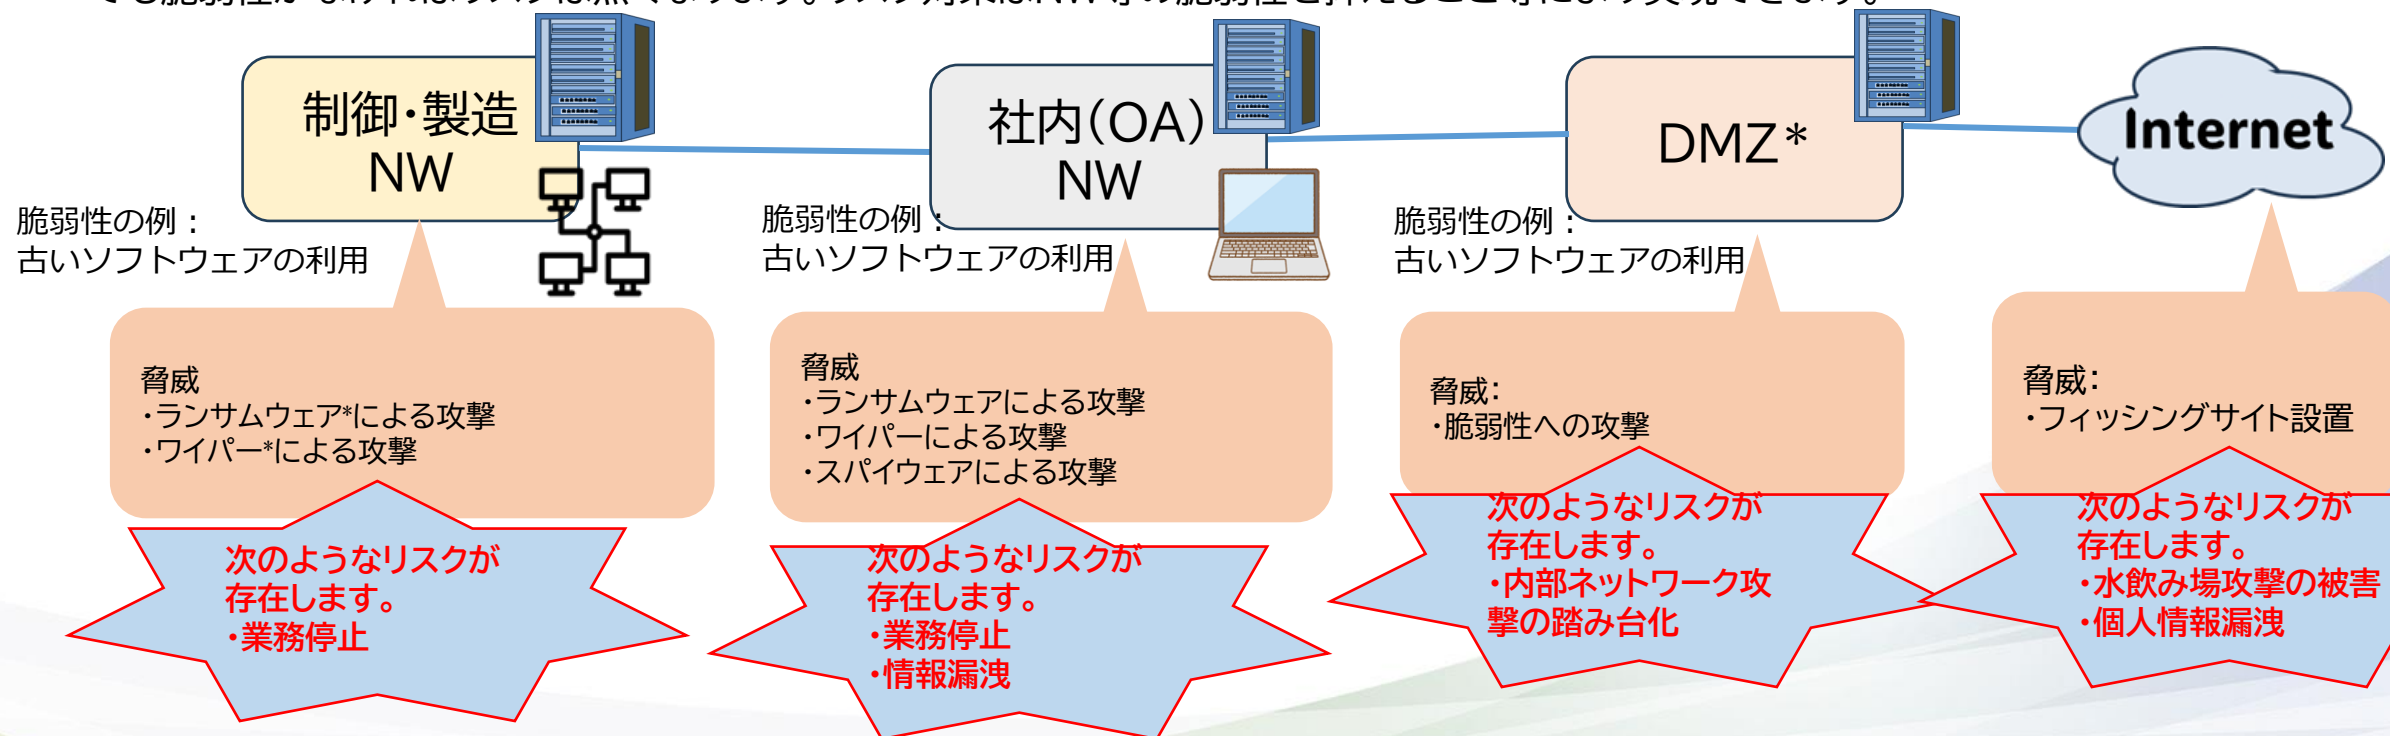 制御・製造
NW
社内(OA)
NW
DMZ*
Internet
脆弱性の例：
古いソフトウェアの利用
脆弱性の例：
古いソフトウェアの利用
脆弱性の例：
古いソフトウェアの利用
脅威
・ランサムウェア*による攻撃
・ワイパー*による攻撃
脅威
・ランサムウェアによる攻撃
・ワイパーによる攻撃
・スパイウェアによる攻撃
脅威：
・脆弱性への攻撃
脅威：
・フィッシングサイト設置
次のようなリスクが
存在します。
・業務停止
次のようなリスクが
存在します。
・業務停止
・情報漏洩
次のようなリスクが
存在します。
・内部ネットワーク攻
撃の踏み台化
次のようなリスクが
存在します。
・水飲み場攻撃の被害
・個人情報漏洩